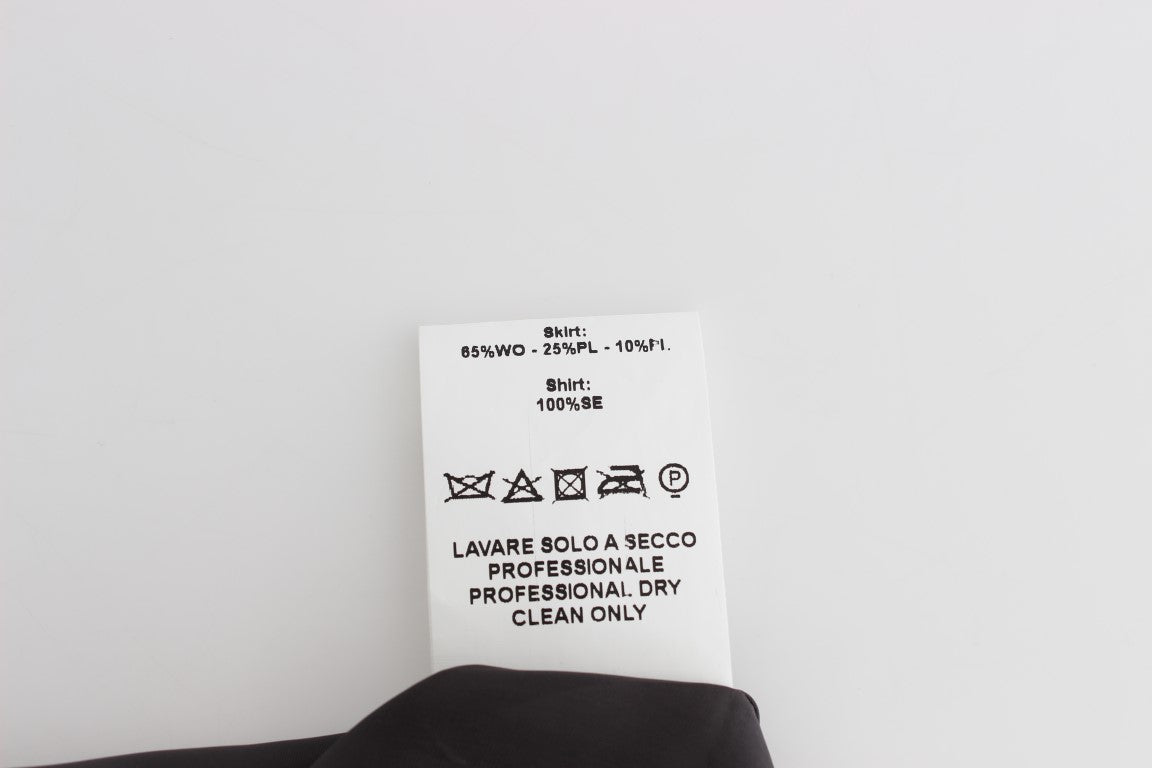 Skirt:
65%WO - 25%PL - 10%PL
Shirt:
100%SE
P
LAVARE SOLO A SECCO
PROFESSIONALE
PROFESSIONAL DRY
CLEAN ONLY